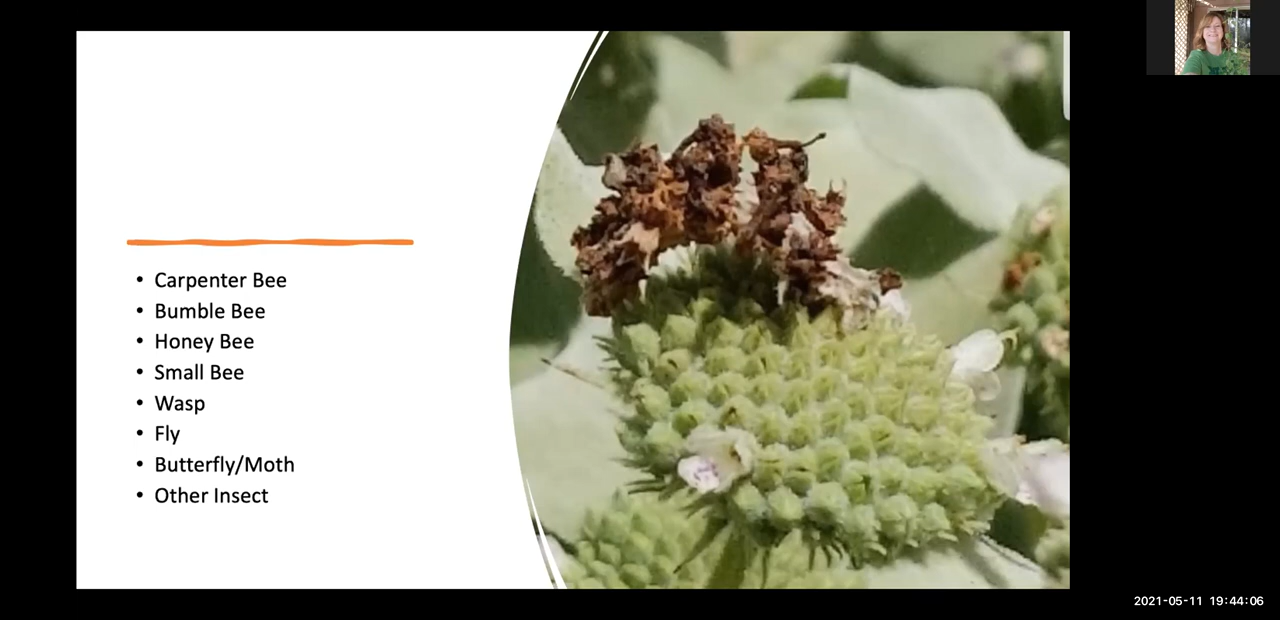 • Carpenter Bee
• Bumble Bee
• Honey Bee
• Small Bee
• Wasp
• Fly
• Butterfly/Moth
• Other Insect
2021-05-11 19:44:06